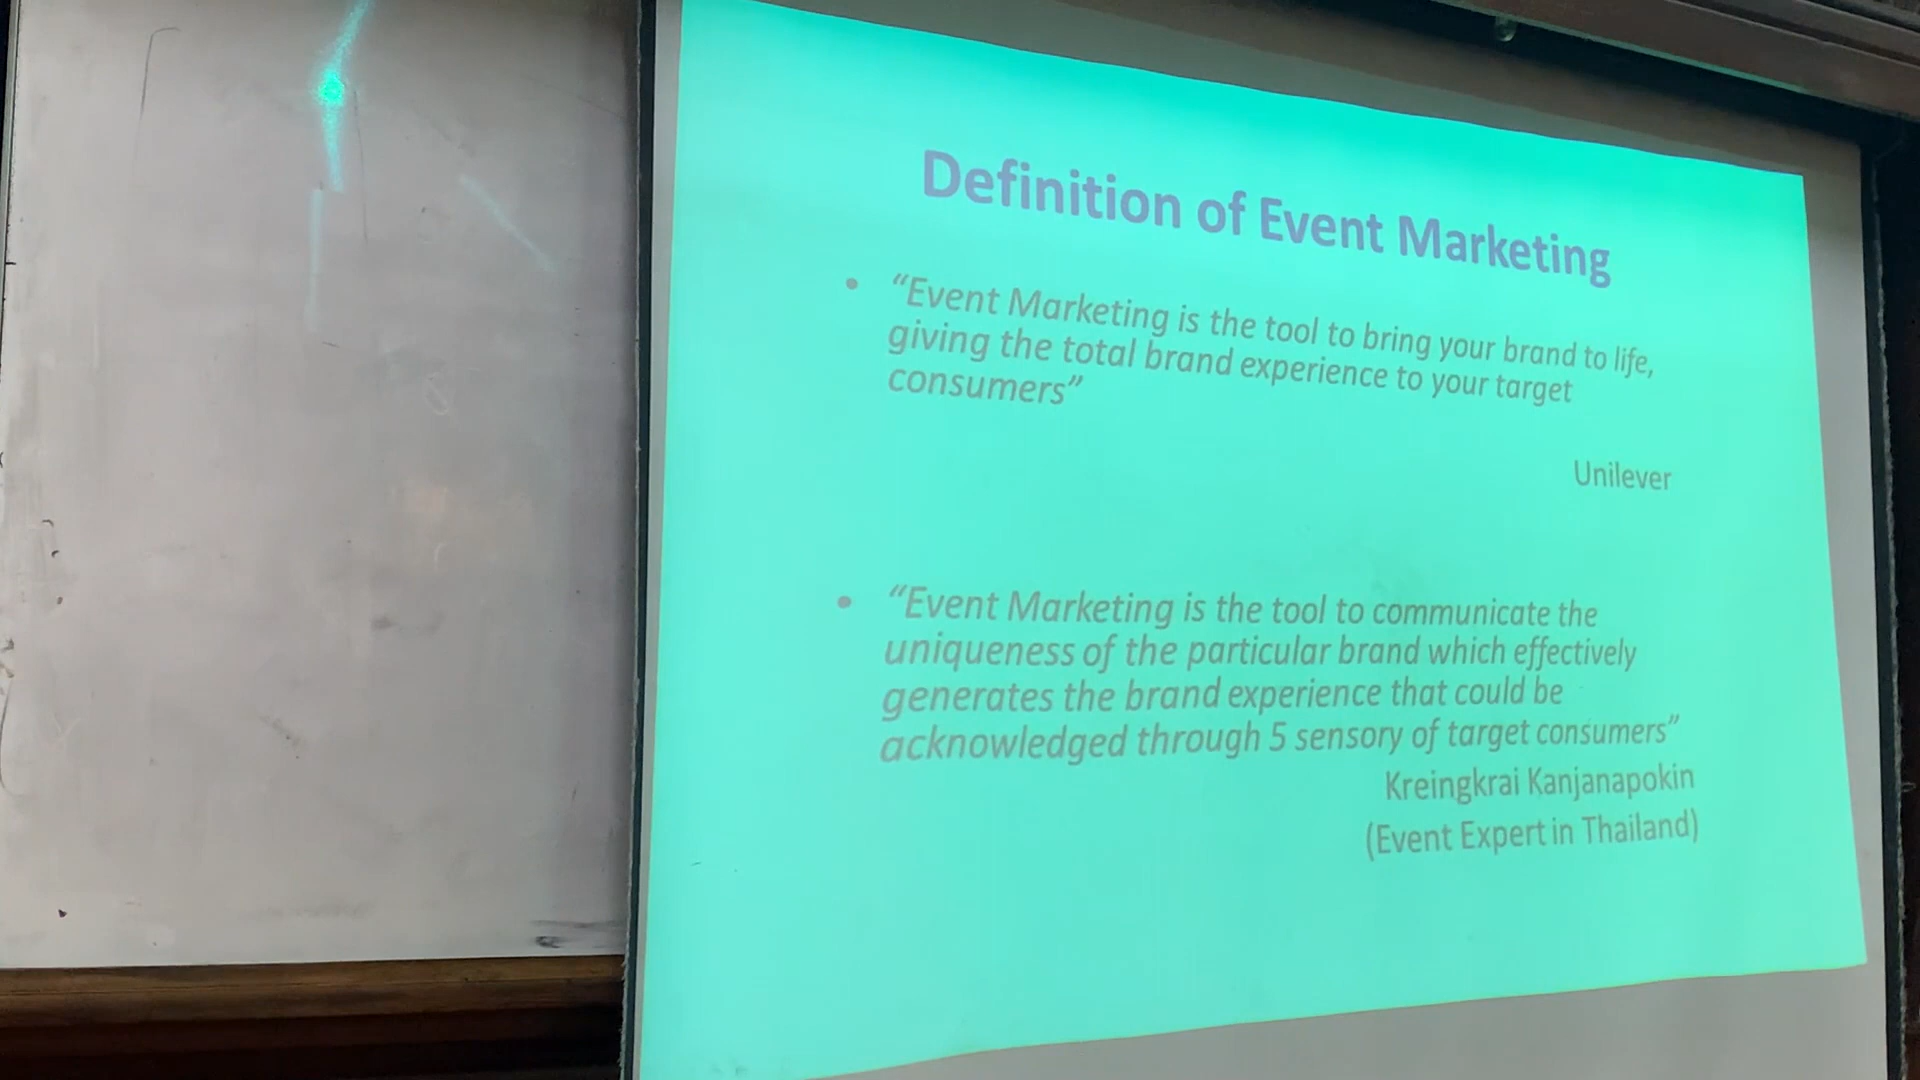 Definition of Event Marketing
• “Event Marketing is the tool to bring your brand to life,
giving the total brand experience to your target
consumers”
Unilever
• “Event Marketing is the tool to communicate the
uniqueness of the particular brand which effectively
generates the brand experience that could be
acknowledged through 5 sensory of target consumers”
Kreingkrai Kanjanapokin
(Event Expert in Thailand)